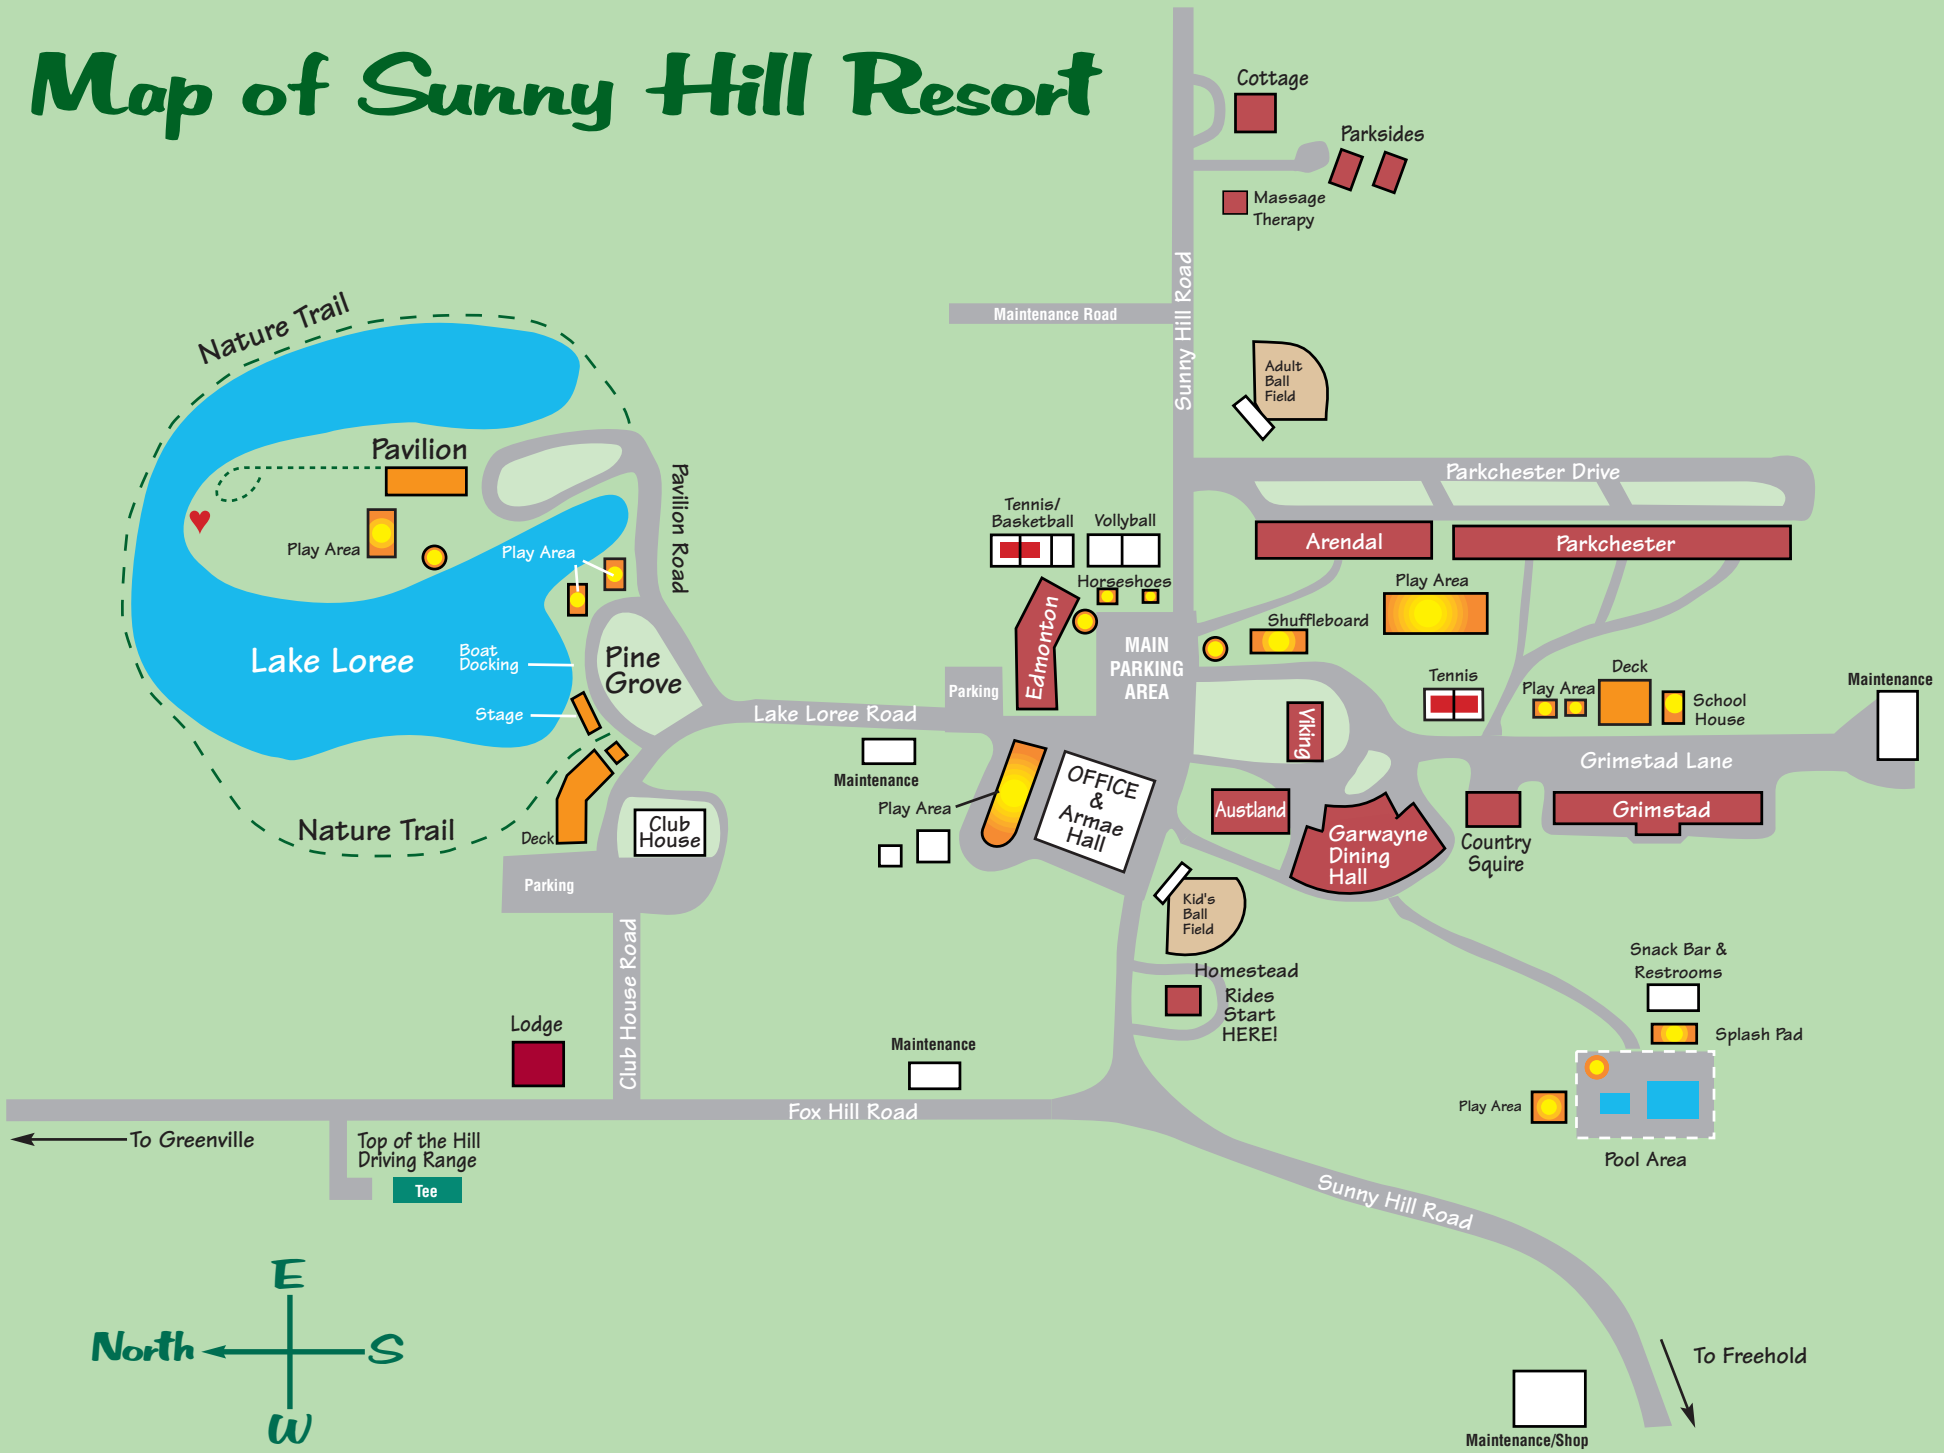 Map of Sunny Hill Resort
Cottage
Parksides
Massage
Therapy
Sunny Hill Road
Maintenance Road
Nature Trail
Adult
Ball
Field
Pavilion
Pavilion Road
Parkchester Drive
Tennis/
Basketball
Vollyball
Arendal
Parkchester
Play Area
Play Area
Horseshoes
Play Area
Edmonton
Shuffleboard
MAIN
PARKING
AREA
Lake Loree
Boat
Docking
Pine
Grove
Stage
Parking
Lake Loree Road
Viking
Tennis
Play Area
Deck
School
House
Maintenance
Grimstad Lane
Maintenance
Play Area
OFFICE
&
Armae
Hall
Austland
Garwayne
Dining
Hall
Country
Squire
Grimstad
Nature Trail
Deck
Club
House
Parking
Kid's
Ball
Field
Club House Road
Homestead
Rides
Start
HERE!
Snack Bar &
Restrooms
Splash Pad
Lodge
Maintenance
Play Area
Pool Area
Fox Hill Road
To Greenville
Top of the Hill
Driving Range
Tee
Sunny Hill Road
E
North
S
W
To Freehold
Maintenance/Shop